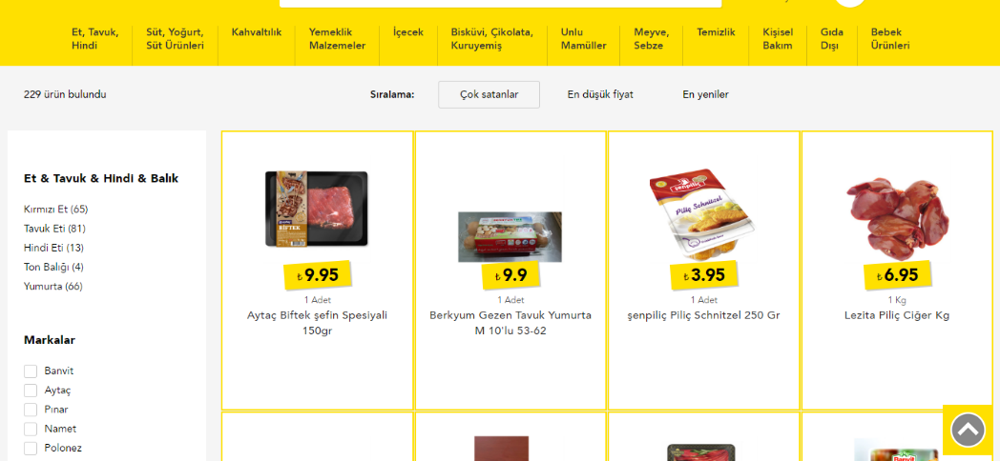 Et, Tavuk,
Hindi
Süt, Yoğurt,
Süt Ürünleri
Kahvaltılık
Yemeklik
Malzemeler
İçecek
Bisküvi, Çikolata,
Kuruyemiş
Unlu
Mamüller
Meyve,
Sebze
Temizlik
Kişisel
Bakım
Gıda
Dışı
Bebek
Ürünleri
229 ürün bulundu
Sıralama:
Çok satanlar
En düşük fiyat
En yeniler
Et & Tavuk & Hindi & Balık
Kırmızı Et (65)
Tavuk Eti (81)
Hindi Eti (13)
Ton Balığı (4)
Yumurta (66)
Markalar
Banvit
Aytaç
Pınar
Namet
Polonez
BİFTEK
₺ 9.95
1 Adet
Aytaç Biftek şefin Spesiyali
150gr
₺ 9.9
1 Adet
Berkyum Gezen Tavuk Yumurta
M 10'lu 53-62
şenpiliç
Piliç Schnitzel
₺ 3.95
1 Adet
şenpiliç Piliç Schnitzel 250 Gr
₺ 6.95
1 Kg
Lezita Piliç Ciğer Kg
Banvit